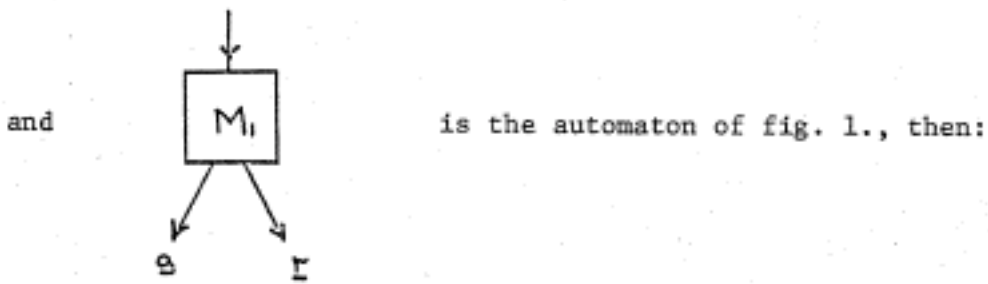 and M₁ is the automaton of fig. 1., then:
r